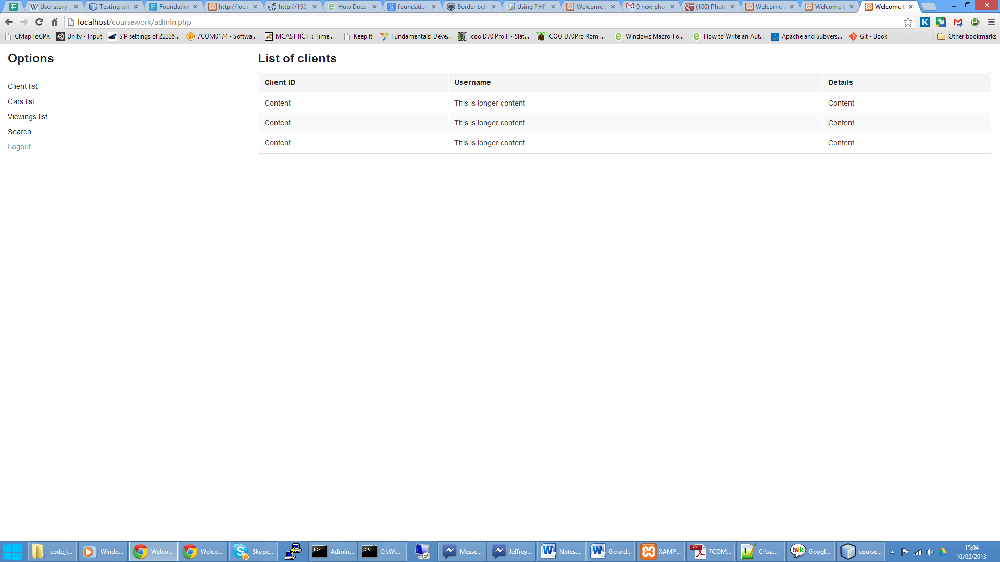 User story
Testing wit
Foundation
http://loca
http://192.
How Does
foundation
Border bet
Using PHP
Welcome t
9 new phot
(100) Photo
Welcome t
Welcome t
Welcome t
localhost/coursework/admin.php
GMapToGPX
Unity - Input
SIP settings of 22335...
7COM0174 - Softwa...
MCAST IICT :: Time...
Keep It!
Fundamentals: Deve...
Icoo D70 Pro II - Slat...
ICOO D70Pro Rom ...
Windows Macro To...
How to Write an Aut...
Apache and Subvers...
Git - Book
Other bookmarks
Options
Client list
Cars list
Viewings list
Search
Logout
List of clients
Client ID Username Details
Content This is longer content Content
Content This is longer content Content
Content This is longer content Content
code_i...
Windo...
Welco...
Welco...
Skype...
Admin...
C:\Wi...
Messe...
Jeffrey...
Notes....
Gerard...
XAMP...
7COM...
C:\xa...
talk
Googl...
course...
15:04
10/02/2013